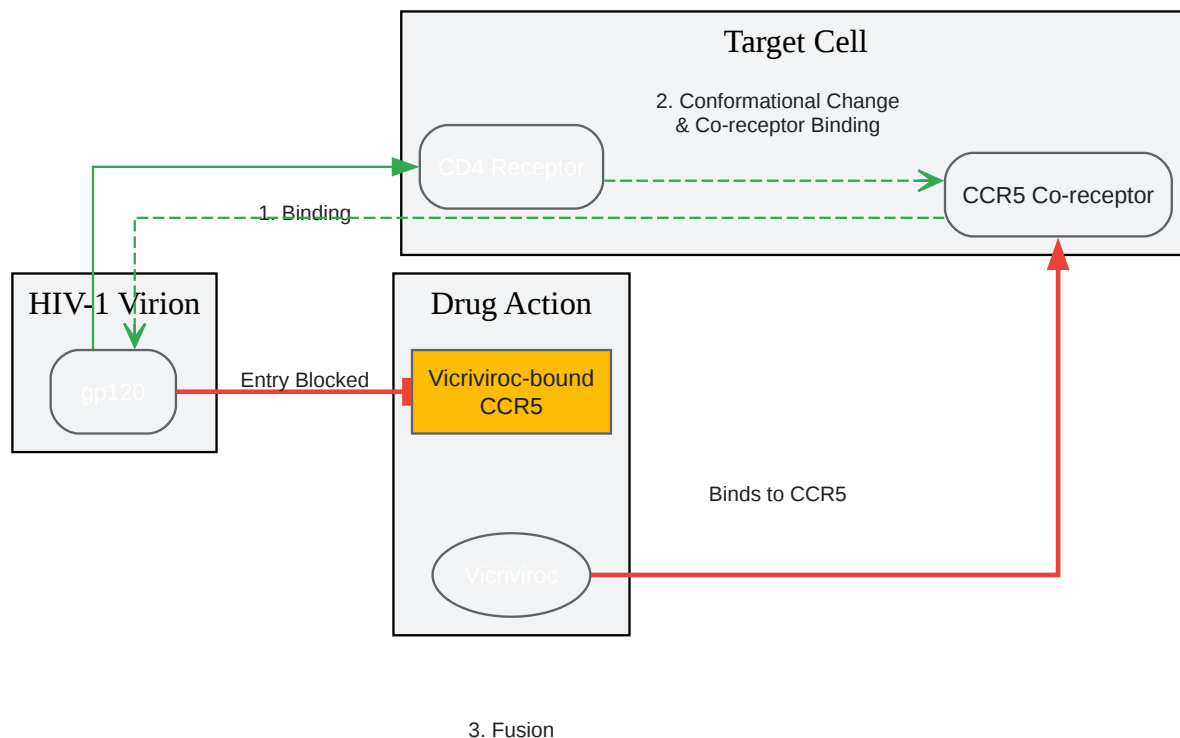 Target Cell
2. Conformational Change
& Co-receptor Binding
CD4 Receptor
CCR5 Co-receptor
1. Binding
HIV-1 Virion
Drug Action
gp120
Entry Blocked
Vicriviroc-bound
CCR5
Binds to CCR5
Vicriviroc
3. Fusion